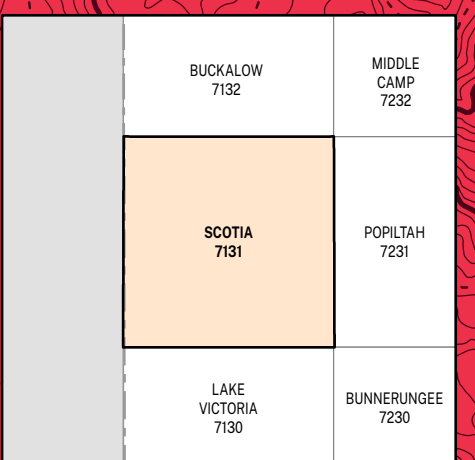 BUCKALOW
7132
MIDDLE
CAMP
7232
SCOTIA
7131
POPILTAH
7231
LAKE
VICTORIA
7130
BUNNERUNGEE
7230